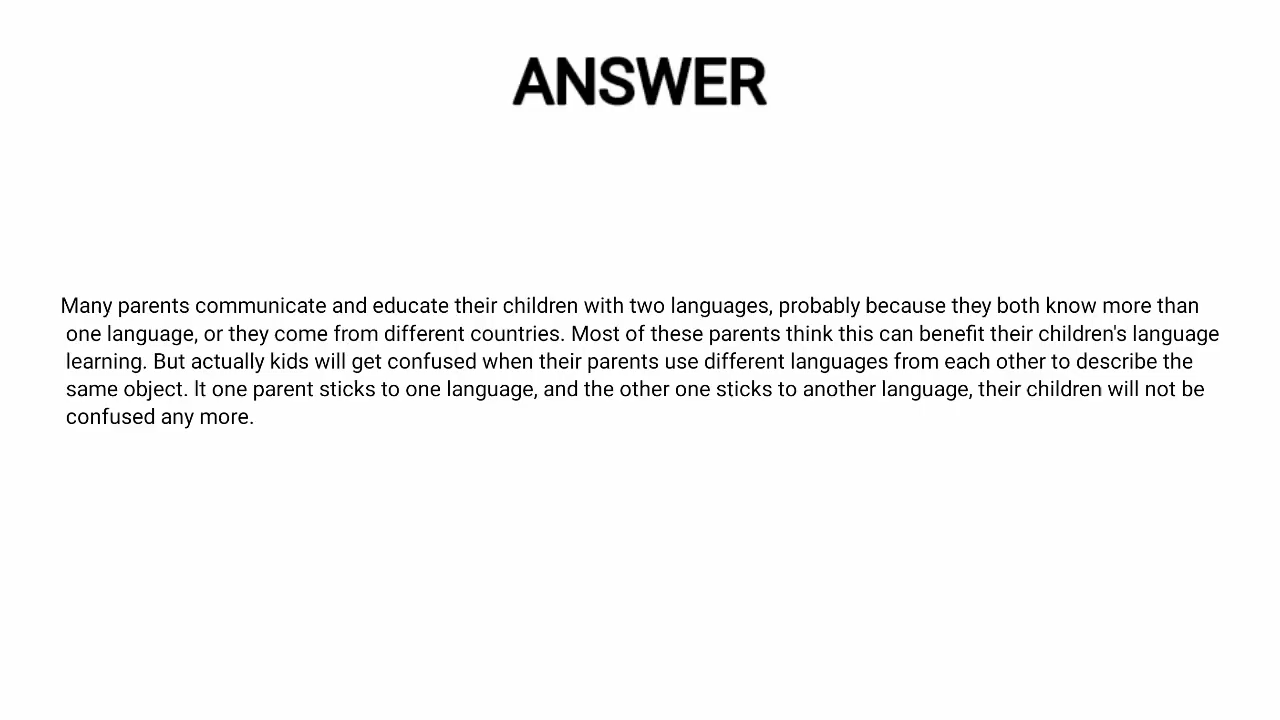 ANSWER
Many parents communicate and educate their children with two languages, probably because they both know more than
one language, or they come from different countries. Most of these parents think this can benefit their children's language
learning. But actually kids will get confused when their parents use different languages from each other to describe the
same object. lt one parent sticks to one language, and the other one sticks to another language, their children will not be
confused any more.